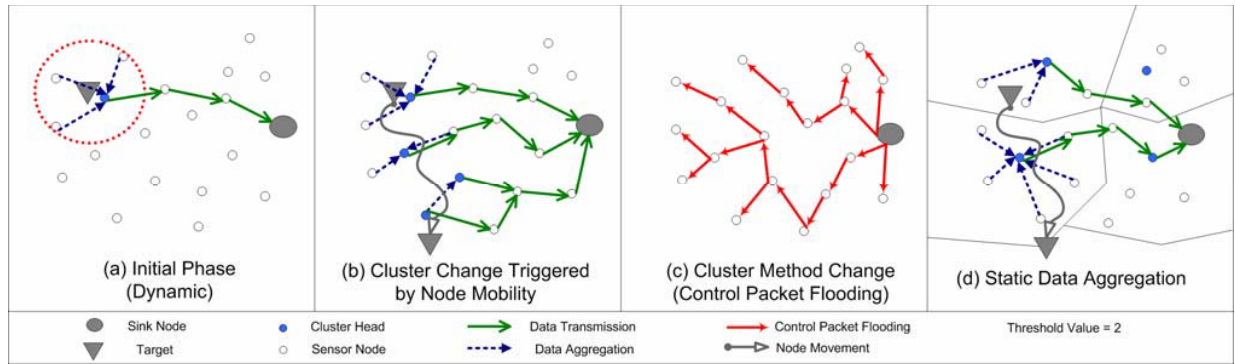 (a) Initial Phase
(Dynamic)
(b) Cluster Change Triggered
by Node Mobility
(c) Cluster Method Change
(Control Packet Flooding)
(d) Static Data Aggregation
Sink Node
Cluster Head
Data Transmission
Control Packet Flooding
Threshold Value = 2
Target
Sensor Node
Data Aggregation
Node Movement